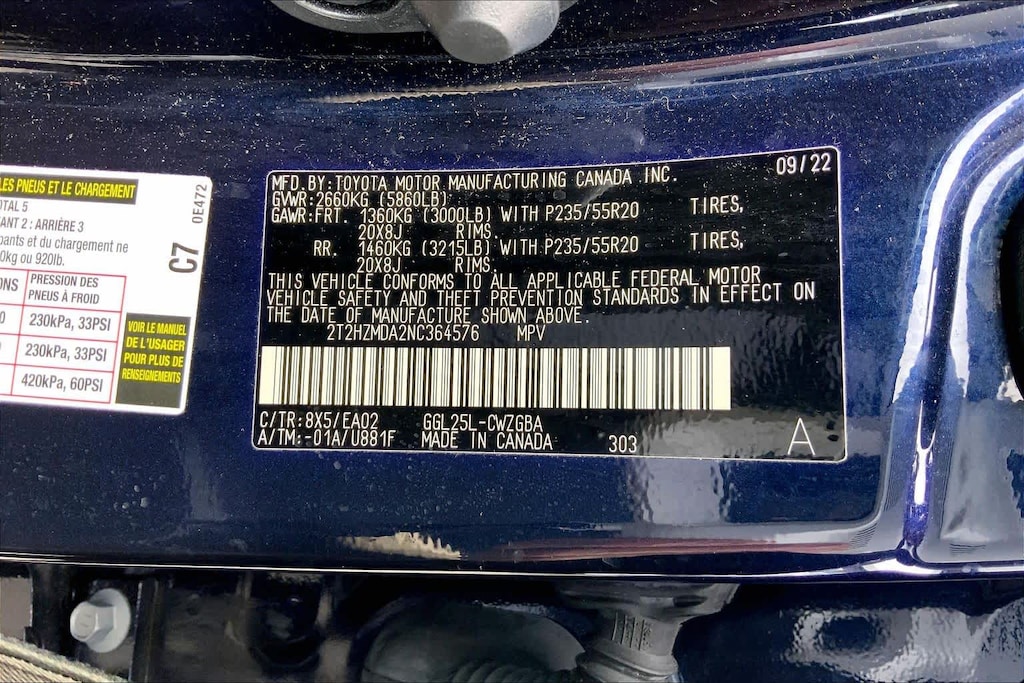 LES PNEUS ET LE CHARGEMENT
TOTAL 5
ANT 2 : ARRIÈRE 3
pants et du chargement ne
0kg ou 920lb.
C7
0E472
ONS
PRESSION DES
PNEUS À FROID
0
230kPa, 33PSI
0
230kPa, 33PSI
420kPa, 60PSI
VOIR LE MANUEL
DE L'USAGER
POUR PLUS DE
RENSEIGNEMENTS
09/22
MFD.BY:TOYOTA MOTOR MANUFACTURING CANADA INC.
GVWR:2660KG (5860LB)
GAWR:FRT. 1360KG (3000LB) WITH P235/55R20 TIRES,
20X8J RIMS.
RR. 1460KG (3215LB) WITH P235/55R20 TIRES,
20X8J RIMS.
THIS VEHICLE CONFORMS TO ALL APPLICABLE FEDERAL MOTOR
VEHICLE SAFETY AND THEFT PREVENTION STANDARDS IN EFFECT ON
THE DATE OF MANUFACTURE SHOWN ABOVE.
2T2HZMDA2NC364576 MPV
C/TR:8X5/EA02 GGL25L-CWZGBA
A/TM:-01A/U881F MADE IN CANADA 303 A